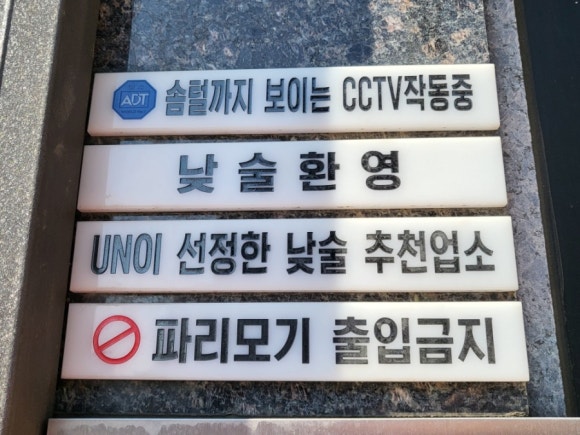 ADT 솜털까지 보이는 CCTV작동중
낮술환영
UN이 선정한 낮술 추천업소
파리모기 출입금지